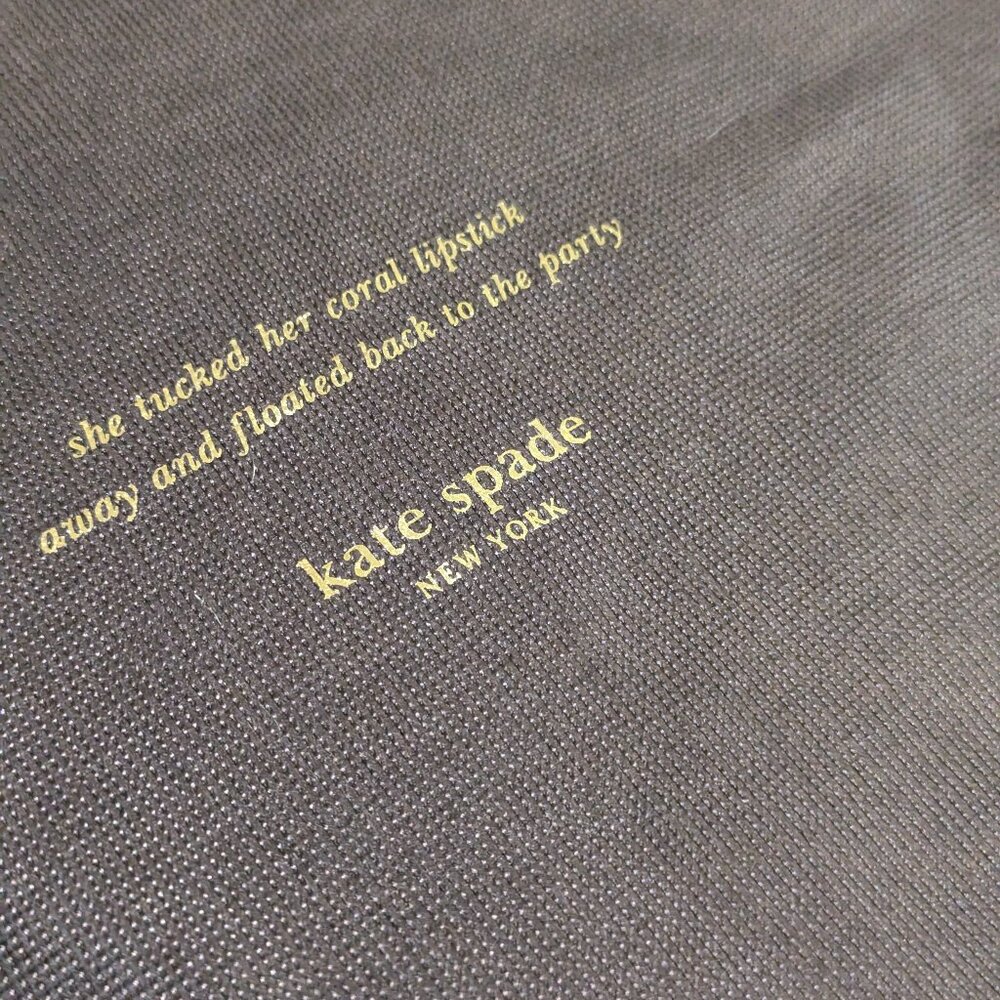 she tucked her coral lipstick
away and floated back to the party
kate spade
NEW YORK